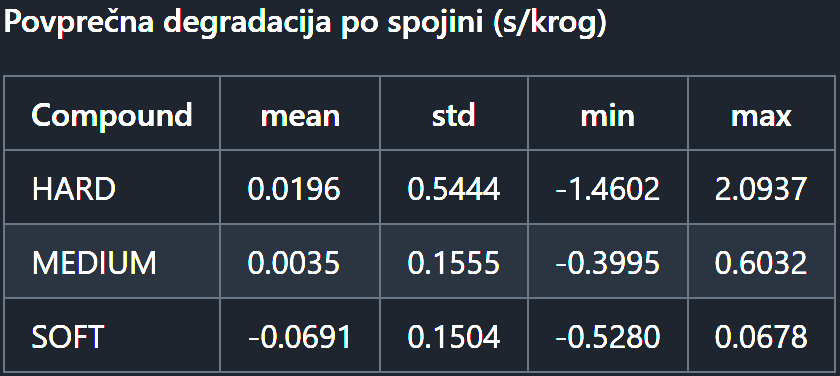 Povprečna degradacija po spojini (s/krog)
Compound mean std min max
HARD 0.0196 0.5444 -1.4602 2.0937
MEDIUM 0.0035 0.1555 -0.3995 0.6032
SOFT -0.0691 0.1504 -0.5280 0.0678